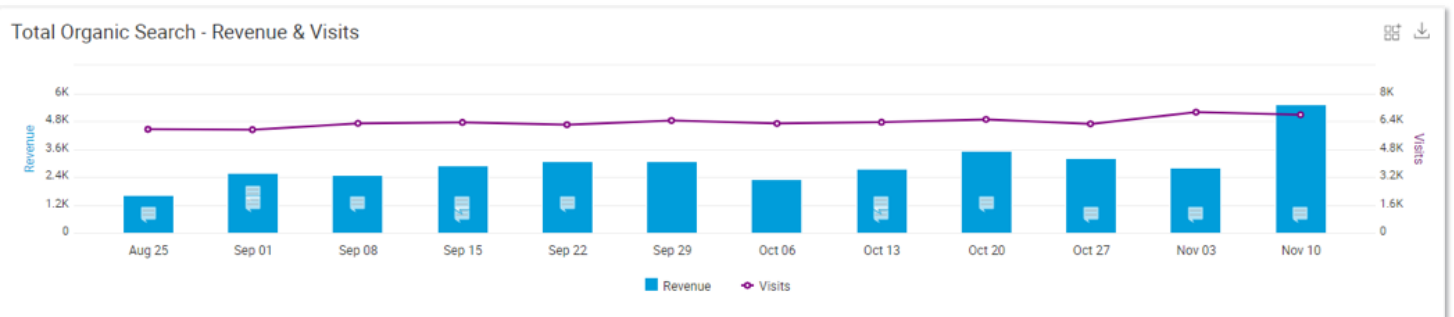 Total Organic Search - Revenue & Visits
6K
4.8K
3.6K
2.4K
1.2K
0
Revenue
8K
6.4K
4.8K
3.2K
1.6K
0
Visits
Aug 25 Sep 01 Sep 08 Sep 15 Sep 22 Sep 29 Oct 06 Oct 13 Oct 20 Oct 27 Nov 03 Nov 10
Revenue Visits